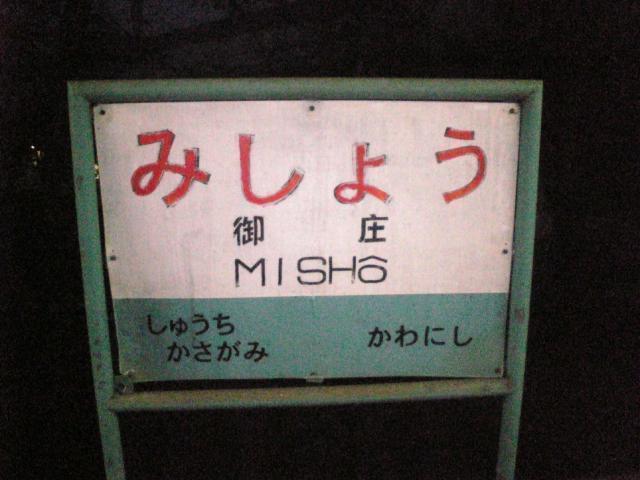 みしょう
御庄
MISHô
しゅうち
かさがみ
かわにし